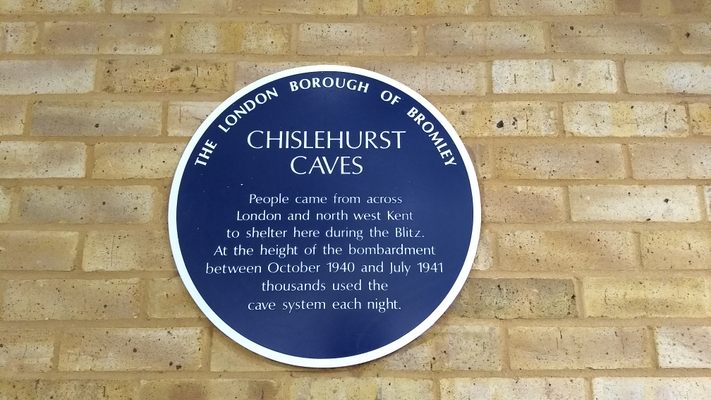 THE LONDON BOROUGH OF BROMLEY
CHISLEHURST
CAVES
People came from across
London and north west Kent
to shelter here during the Blitz.
At the height of the bombardment
between October 1940 and July 1941
thousands used the
cave system each night.